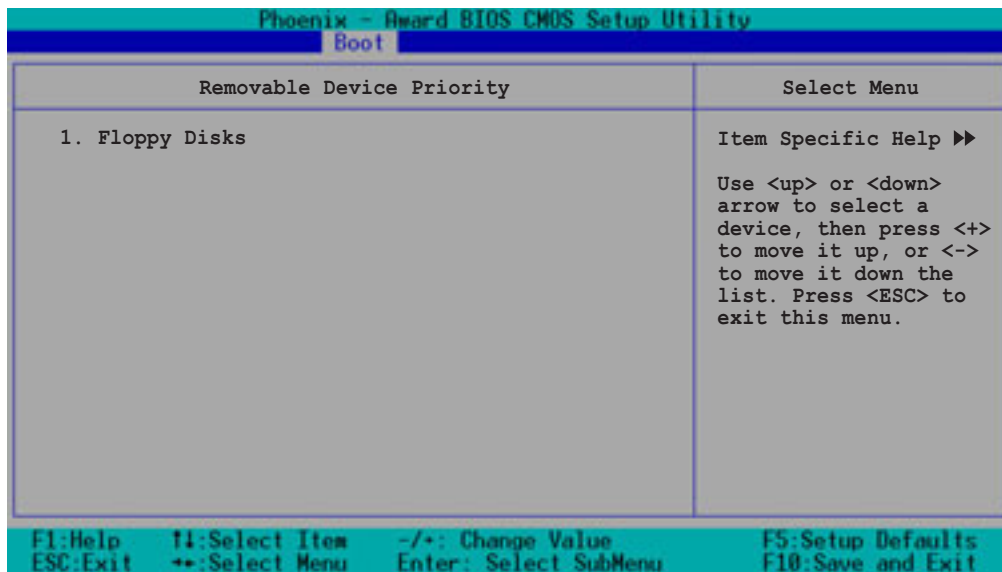 Phoenix - Award BIOS CMOS Setup Utility
Boot
Removable Device Priority
Select Menu
1. Floppy Disks
Item Specific Help ▶▶
Use <up> or <down>
arrow to select a
device, then press <+>
to move it up, or <->
to move it down the
list. Press <ESC> to
exit this menu.
F1:Help ↑↓:Select Item -/+: Change Value F5:Setup Defaults
ESC:Exit →←:Select Menu Enter: Select SubMenu F10:Save and Exit